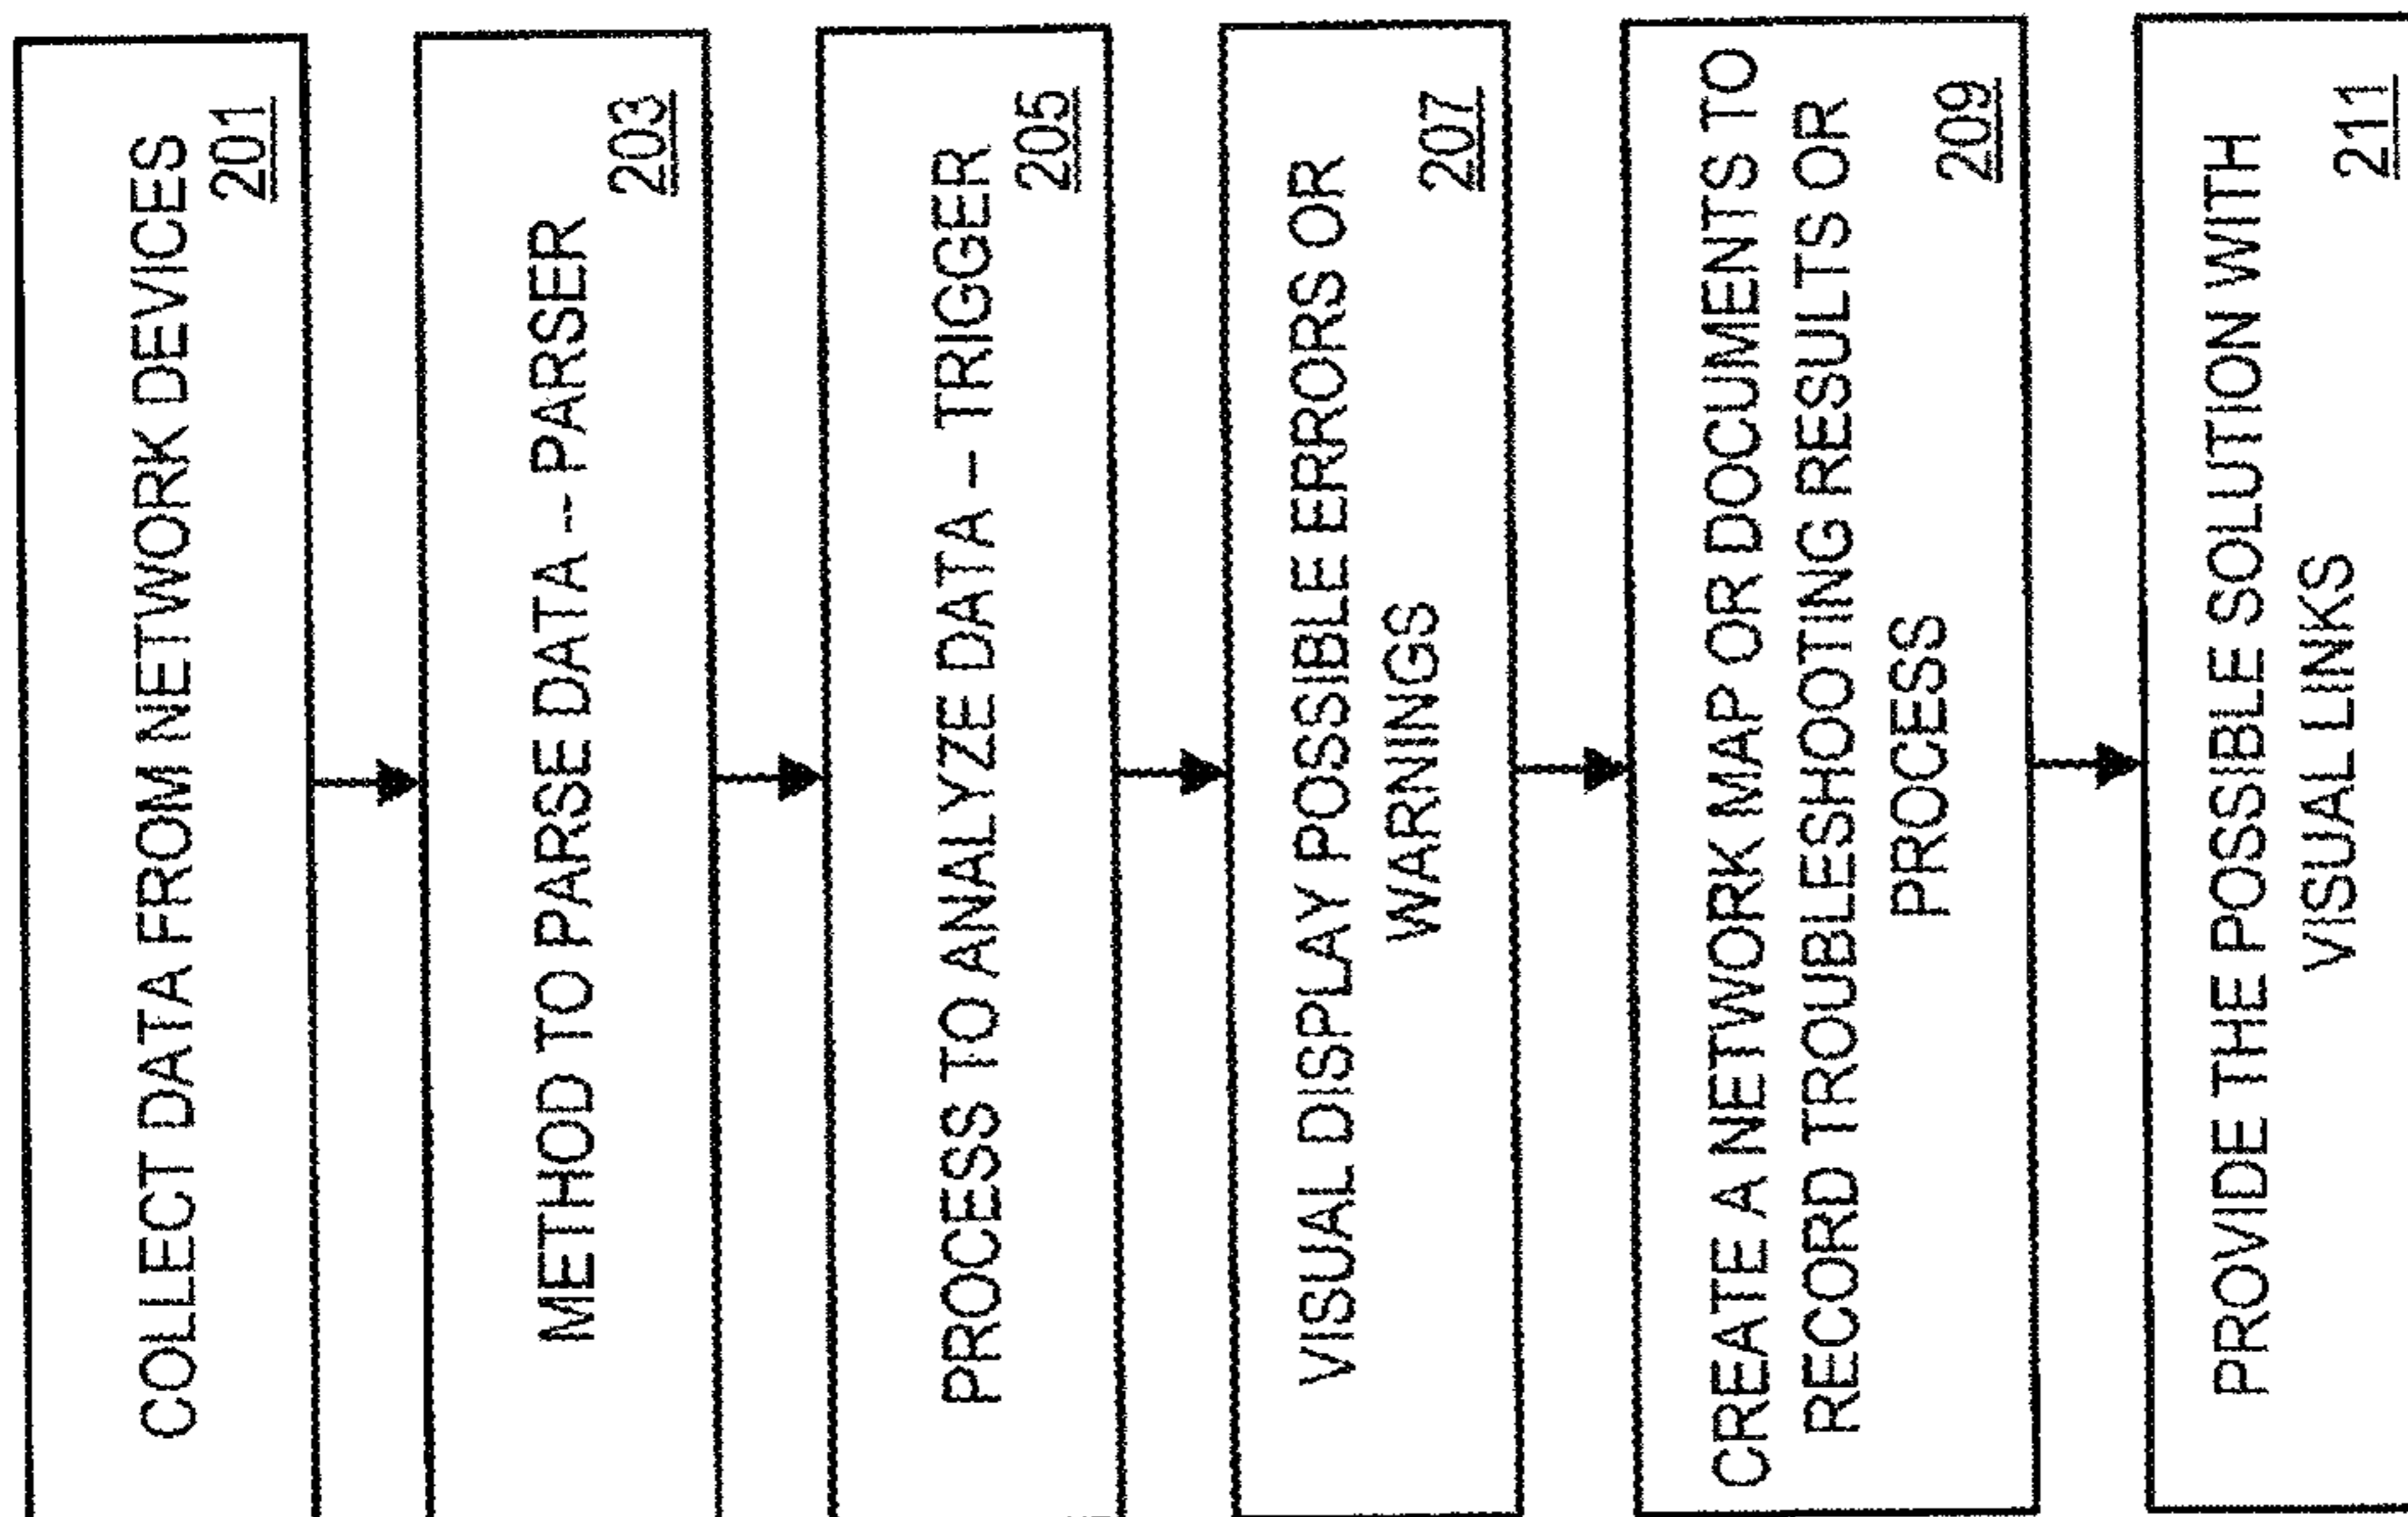 COLLECT DATA FROM NETWORK DEVICES
201
METHOD TO PARSE DATA -- PARSER
203
PROCESS TO ANALYZE DATA – TRIGGER
205
VISUAL DISPLAY POSSIBLE ERRORS OR
WARNINGS
207
CREATE A NETWORK MAP OR DOCUMENTS TO
RECORD TROUBLESHOOTING RESULTS OR
PROCESS
209
PROVIDE THE POSSIBLE SOLUTION WITH
VISUAL LINKS
211